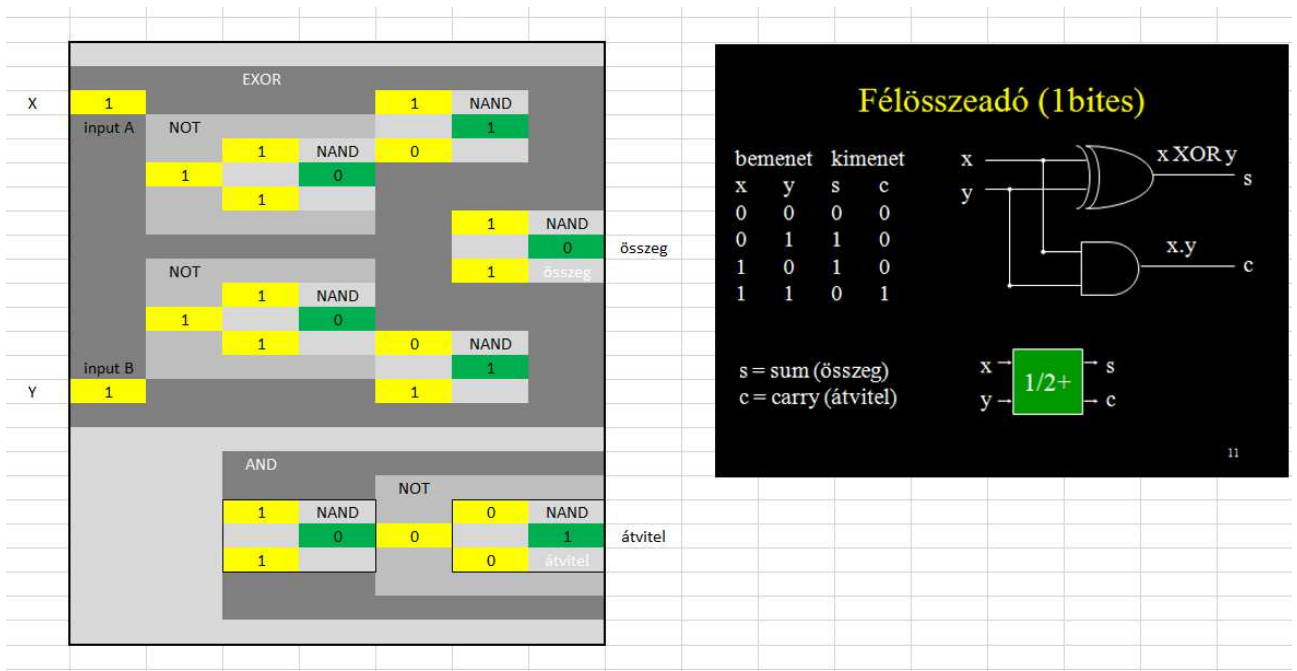 EXOR
X 1 1 NAND
input A NOT 1
1 NAND 0
1 0
1
1 NAND
0 összeg
NOT 1 összeg
1 NAND
1 0
1 0 NAND
input B 1
Y 1 1
AND
NOT
1 NAND 0 NAND
0 0 1 átvitel
1 0 átvitel
Félösszeadó (1bites)
bemenet kimenet
x y s c
0 0 0 0
0 1 1 0
1 0 1 0
1 1 0 1
x x XOR y
s
y
x.y
c
s = sum (összeg)
c = carry (átvitel)
x 1/2+ s
y c
11